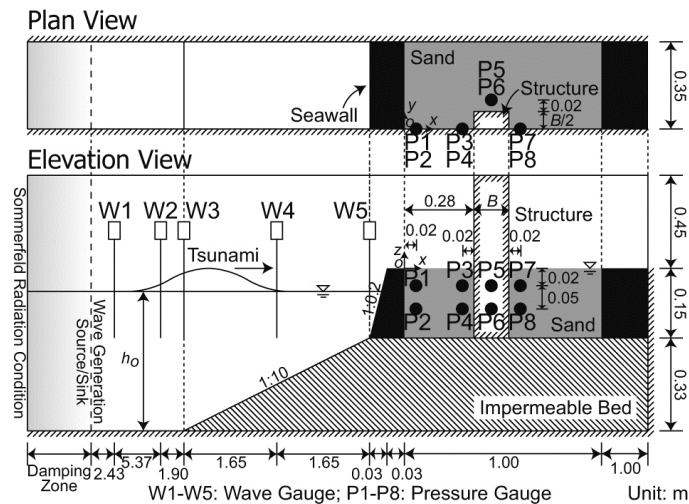 Plan View
Sand
P5
P6
Structure
0.02
B/2
0.35
Seawall
y
o
x
P1
P2
P3
P4
P7
P8
Elevation View
Sommerfeld Radiation Condition
Wave Generation
Source/Sink
W1
W2
W3
W4
W5
Tsunami
h₀
1:10
1:0.2
0.28
B
Structure
0.02
0.02
0.02
z
o
x
P1
P3
P5
P7
0.02
0.05
P2
P4
P6
P8
Sand
0.45
0.15
0.33
Impermeable Bed
Damping
Zone
2.43
5.37
1.90
1.65
1.65
0.03
0.03
1.00
1.00
W1-W5: Wave Gauge; P1-P8: Pressure Gauge
Unit: m